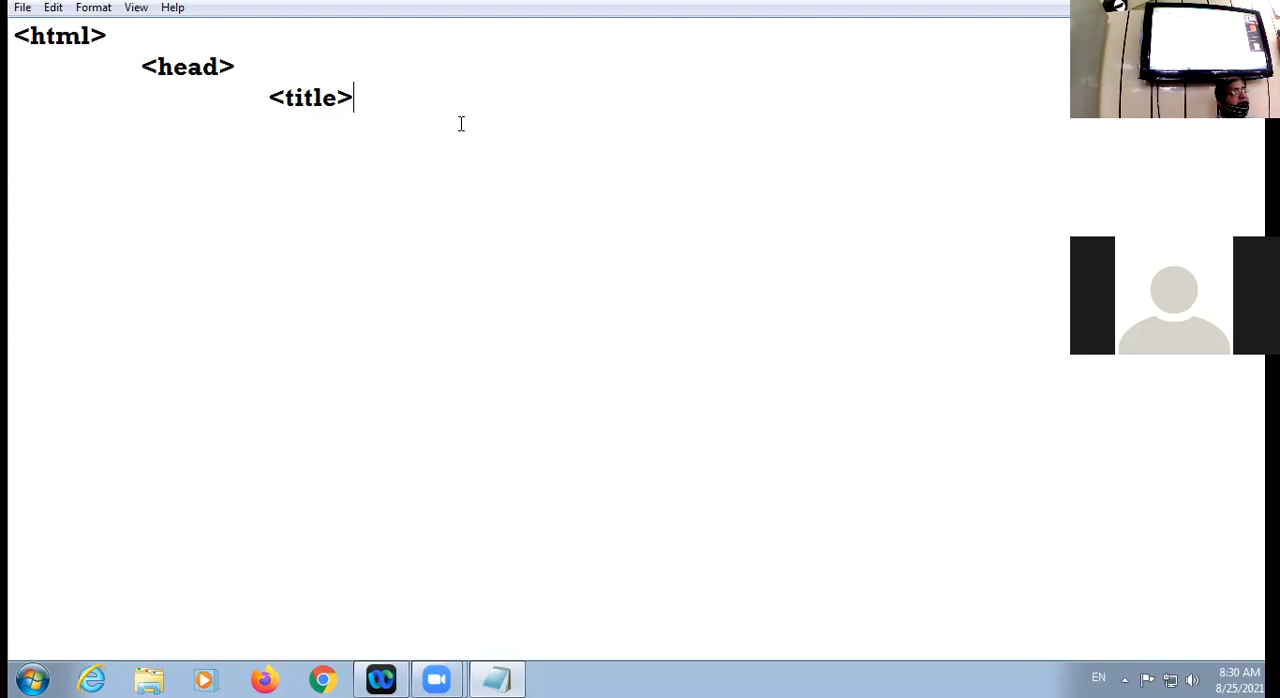 File Edit Format View Help
<html>
<head>
<title>
EN
8:30 AM
8/25/2021